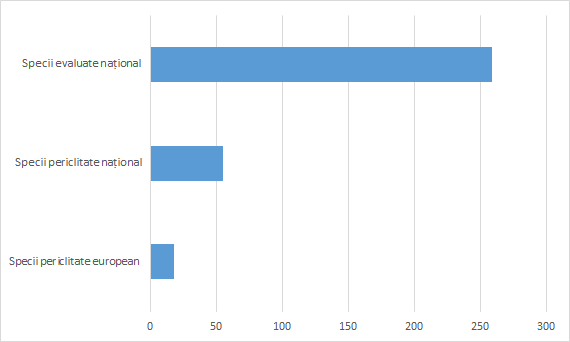 Specii evaluate național
Specii periclitate național
Specii periclitate european
0 50 100 150 200 250 300